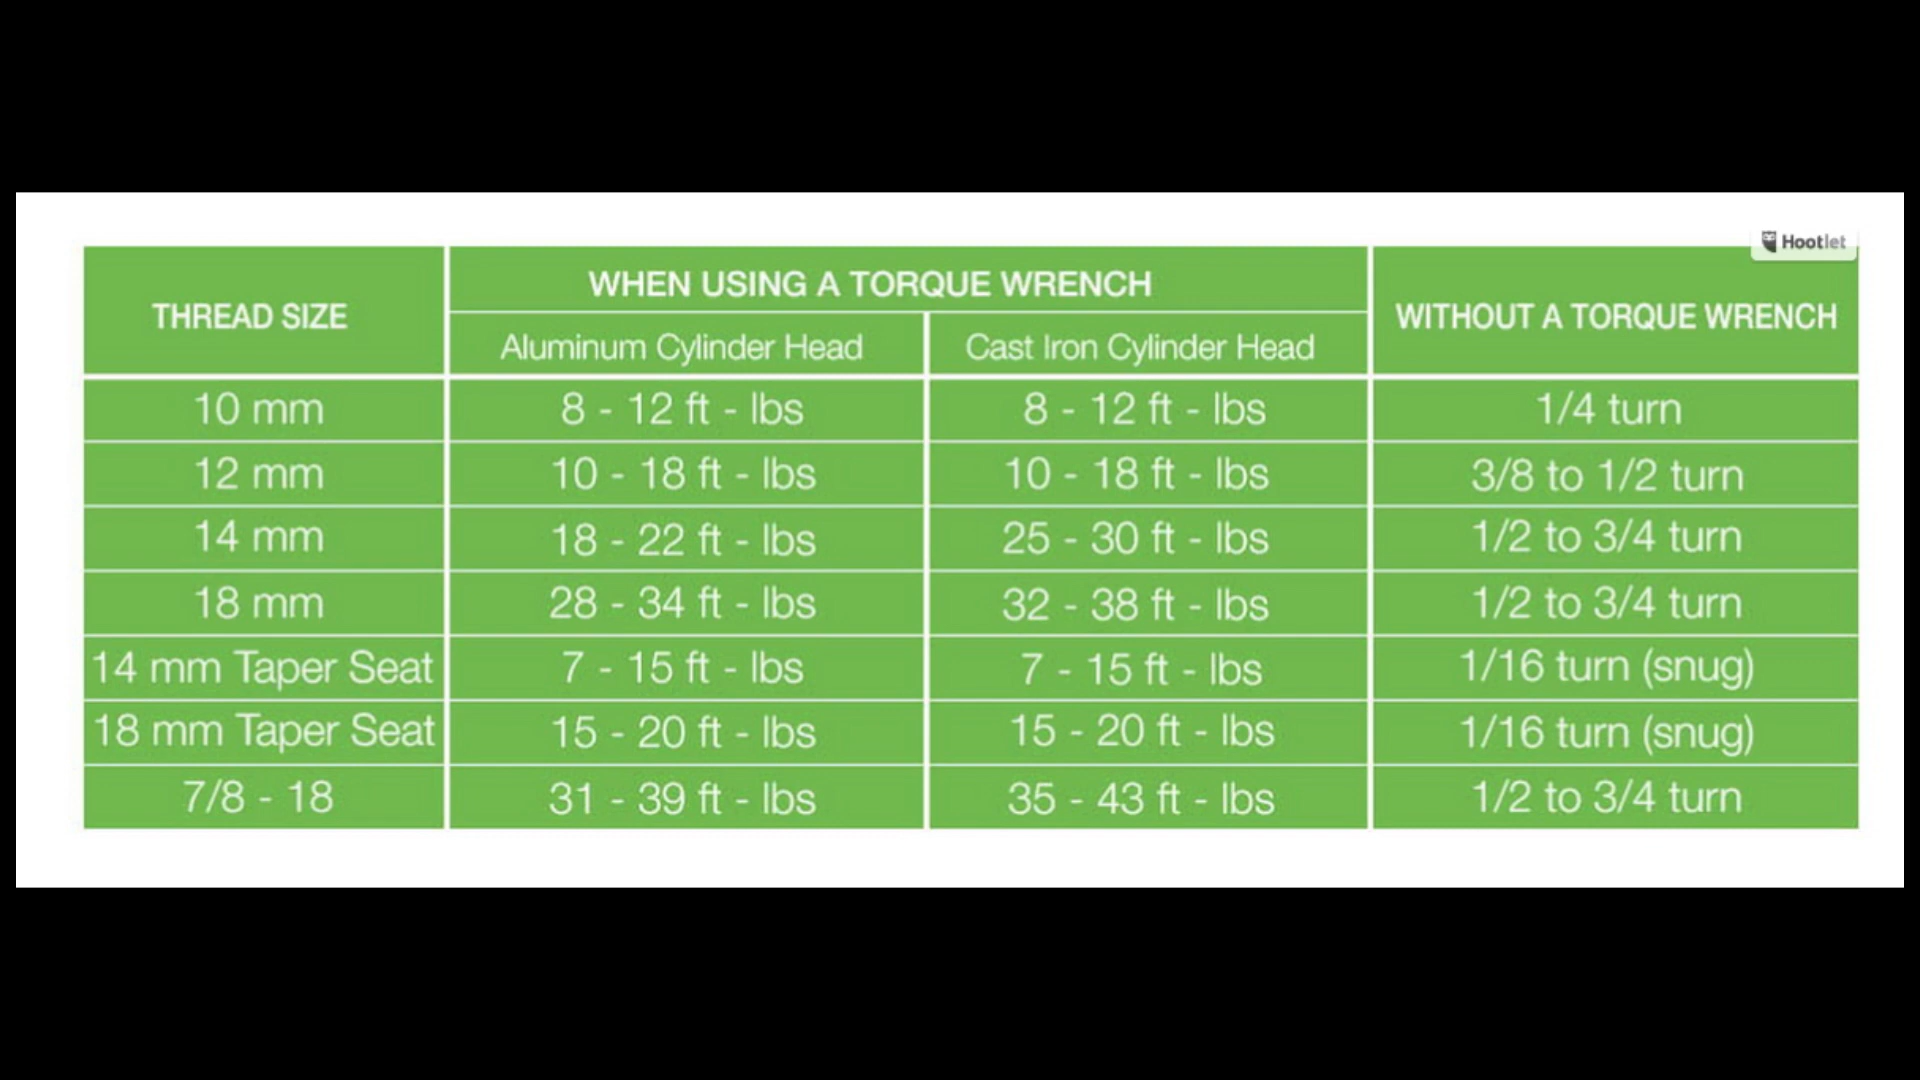 Hootlet
THREAD SIZE
WHEN USING A TORQUE WRENCH
WITHOUT A TORQUE WRENCH
Aluminum Cylinder Head
Cast Iron Cylinder Head
10 mm 8 - 12 ft - lbs 8 - 12 ft - lbs 1/4 turn
12 mm 10 - 18 ft - lbs 10 - 18 ft - lbs 3/8 to 1/2 turn
14 mm 18 - 22 ft - lbs 25 - 30 ft - lbs 1/2 to 3/4 turn
18 mm 28 - 34 ft - lbs 32 - 38 ft - lbs 1/2 to 3/4 turn
14 mm Taper Seat 7 - 15 ft - lbs 7 - 15 ft - lbs 1/16 turn (snug)
18 mm Taper Seat 15 - 20 ft - lbs 15 - 20 ft - lbs 1/16 turn (snug)
7/8 - 18 31 - 39 ft - lbs 35 - 43 ft - lbs 1/2 to 3/4 turn